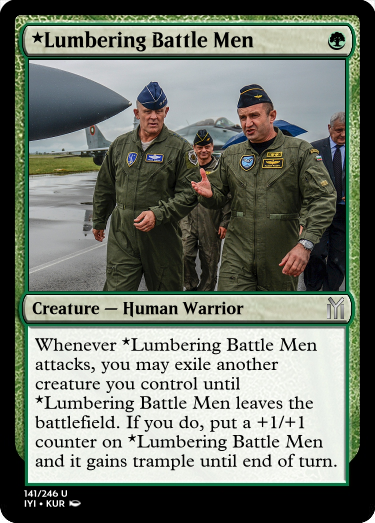 *Lumbering Battle Men
Creature — Human Warrior
Whenever *Lumbering Battle Men
attacks, you may exile another
creature you control until
*Lumbering Battle Men leaves the
battlefield. If you do, put a +1/+1
counter on *Lumbering Battle Men
and it gains trample until end of turn.
141/246 U
IYI • KUR